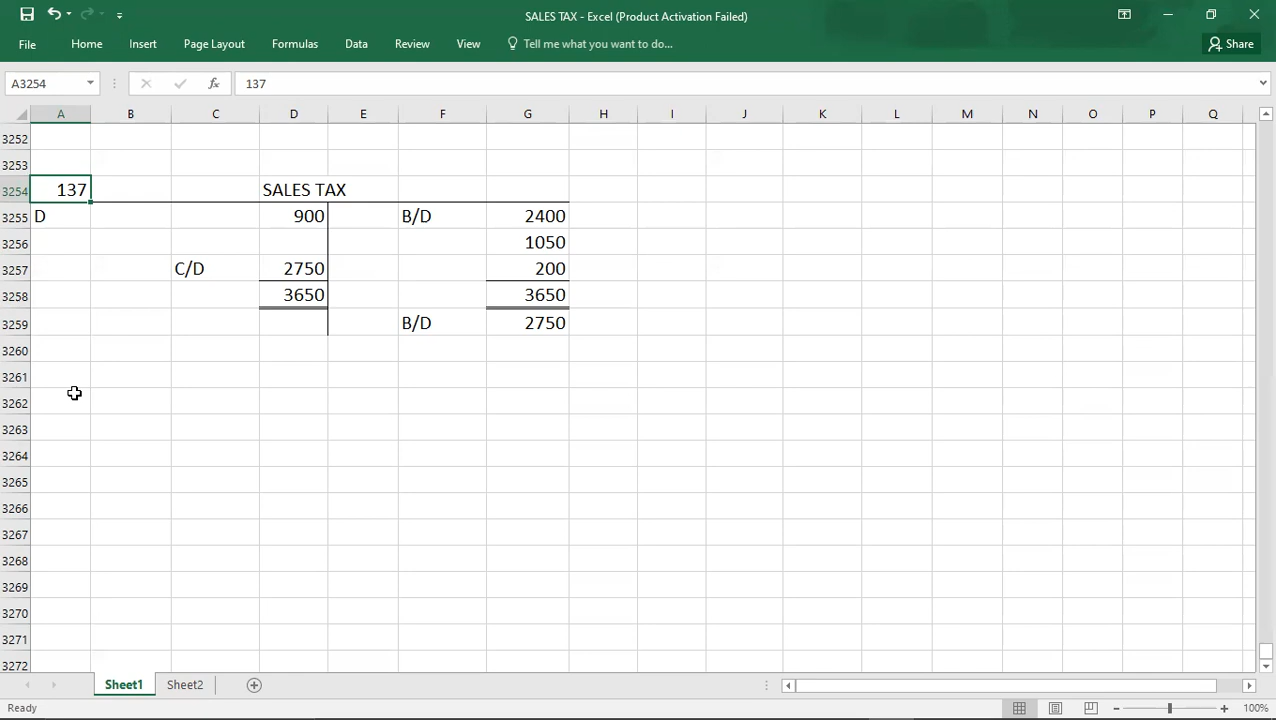 SALES TAX - Excel (Product Activation Failed)
File Home Insert Page Layout Formulas Data Review View Tell me what you want to do... Share
A3254 fx 137
A B C D E F G H I J K L M N O P Q
3252
3253
3254 137 SALES TAX
3255 D 900 B/D 2400
3256 1050
3257 C/D 2750 200
3258 3650 3650
3259 B/D 2750
3260
3261
3262
3263
3264
3265
3266
3267
3268
3269
3270
3271
3272
Sheet1 Sheet2
Ready 100%